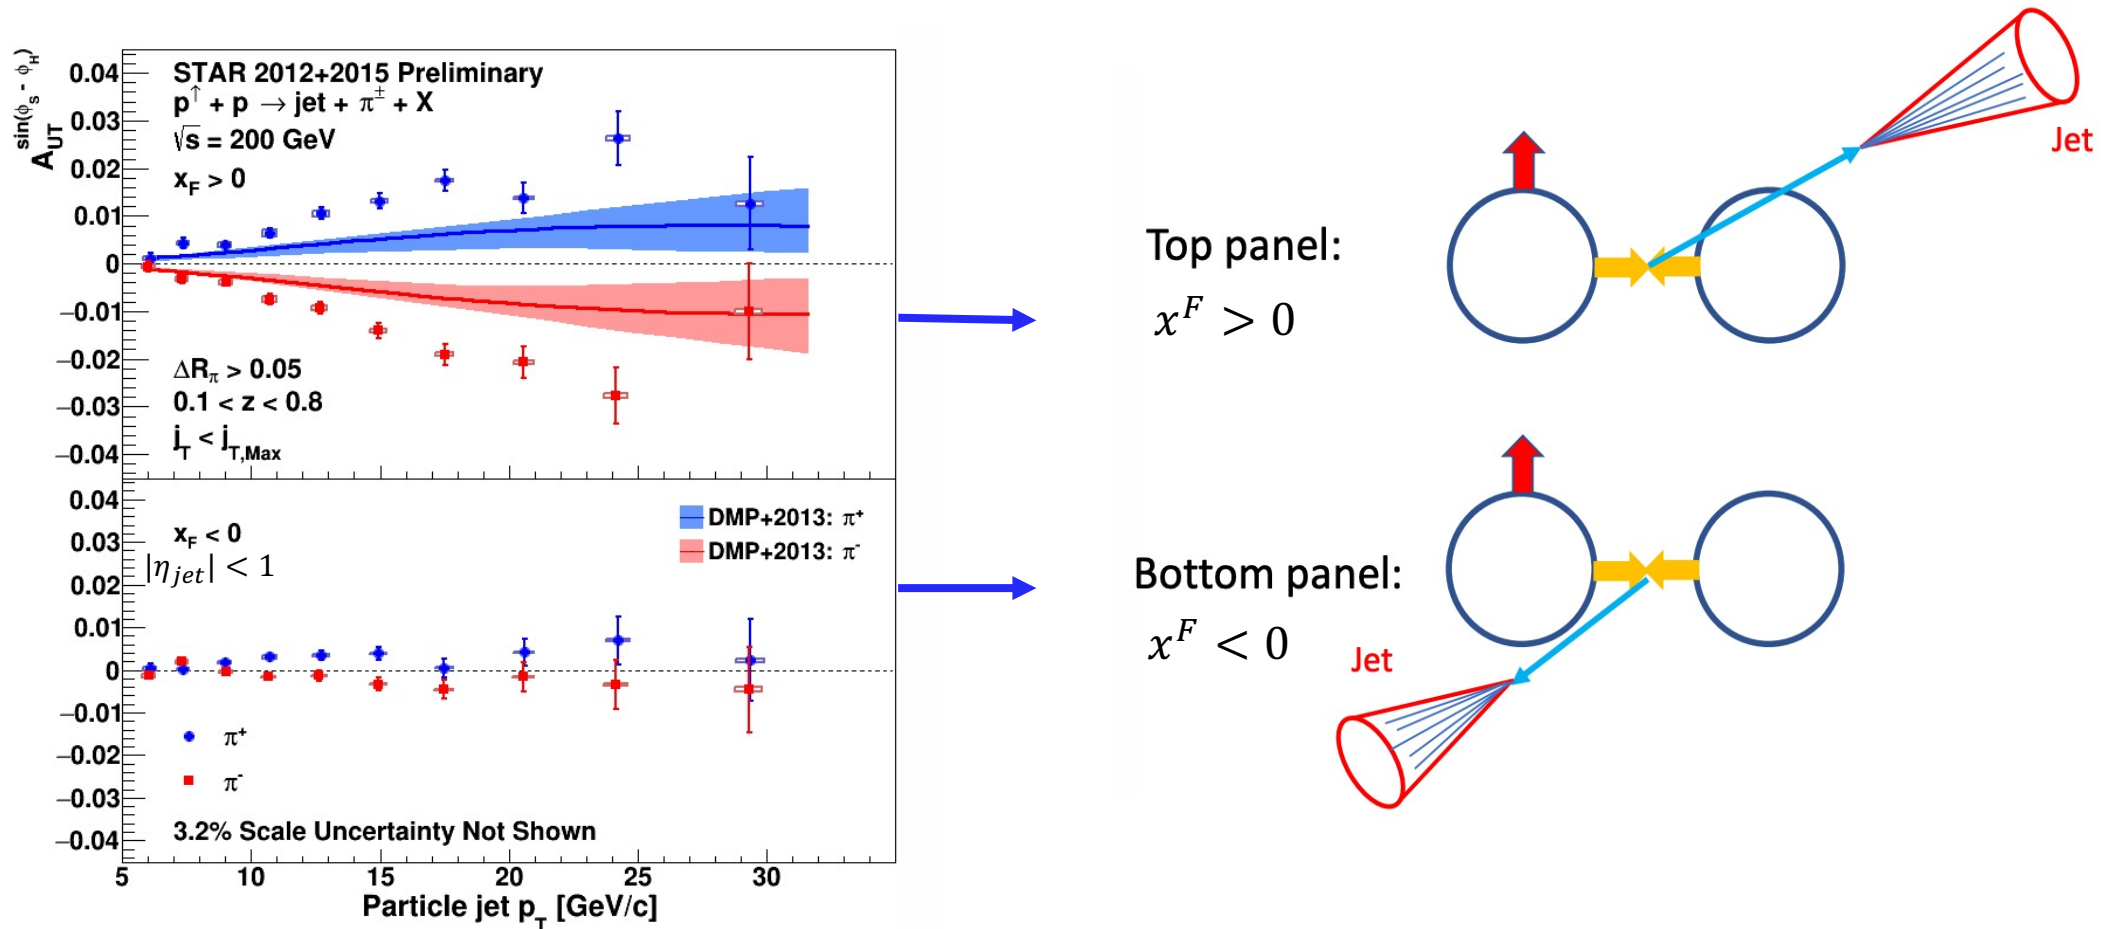 A_UT^sin(ϕ_S - ϕ_H)
0.04
0.03
0.02
0.01
0
−0.01
−0.02
−0.03
−0.04
STAR 2012+2015 Preliminary
p↑ + p → jet + π± + X
√s = 200 GeV
x_F > 0
ΔR_π > 0.05
0.1 < z < 0.8
j_T < j_T,Max
0.04
0.03
0.02
0.01
0
−0.01
−0.02
−0.03
−0.04
x_F < 0
|η_jet| < 1
DMP+2013: π+
DMP+2013: π-
π+
π-
3.2% Scale Uncertainty Not Shown
5 10 15 20 25 30
Particle jet p_T [GeV/c]
Top panel:
x^F > 0
Jet
Bottom panel:
x^F < 0
Jet